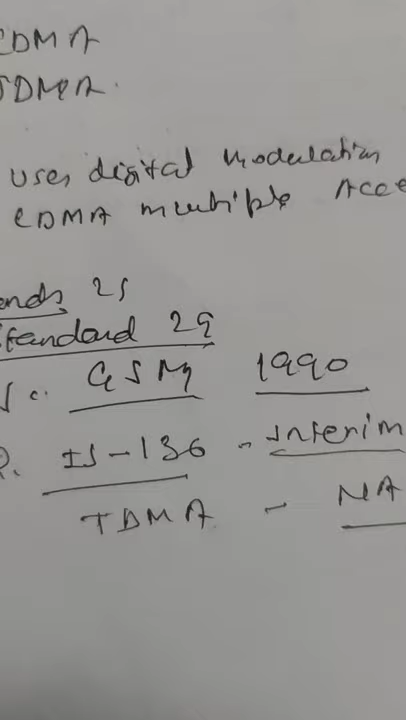 CDMA
SDMA.
Uses digital modulation
CDMA multiple Acce
ends 2G
Standard 2G
GSM 1990
IS-136 - Interim
TDMA - NA